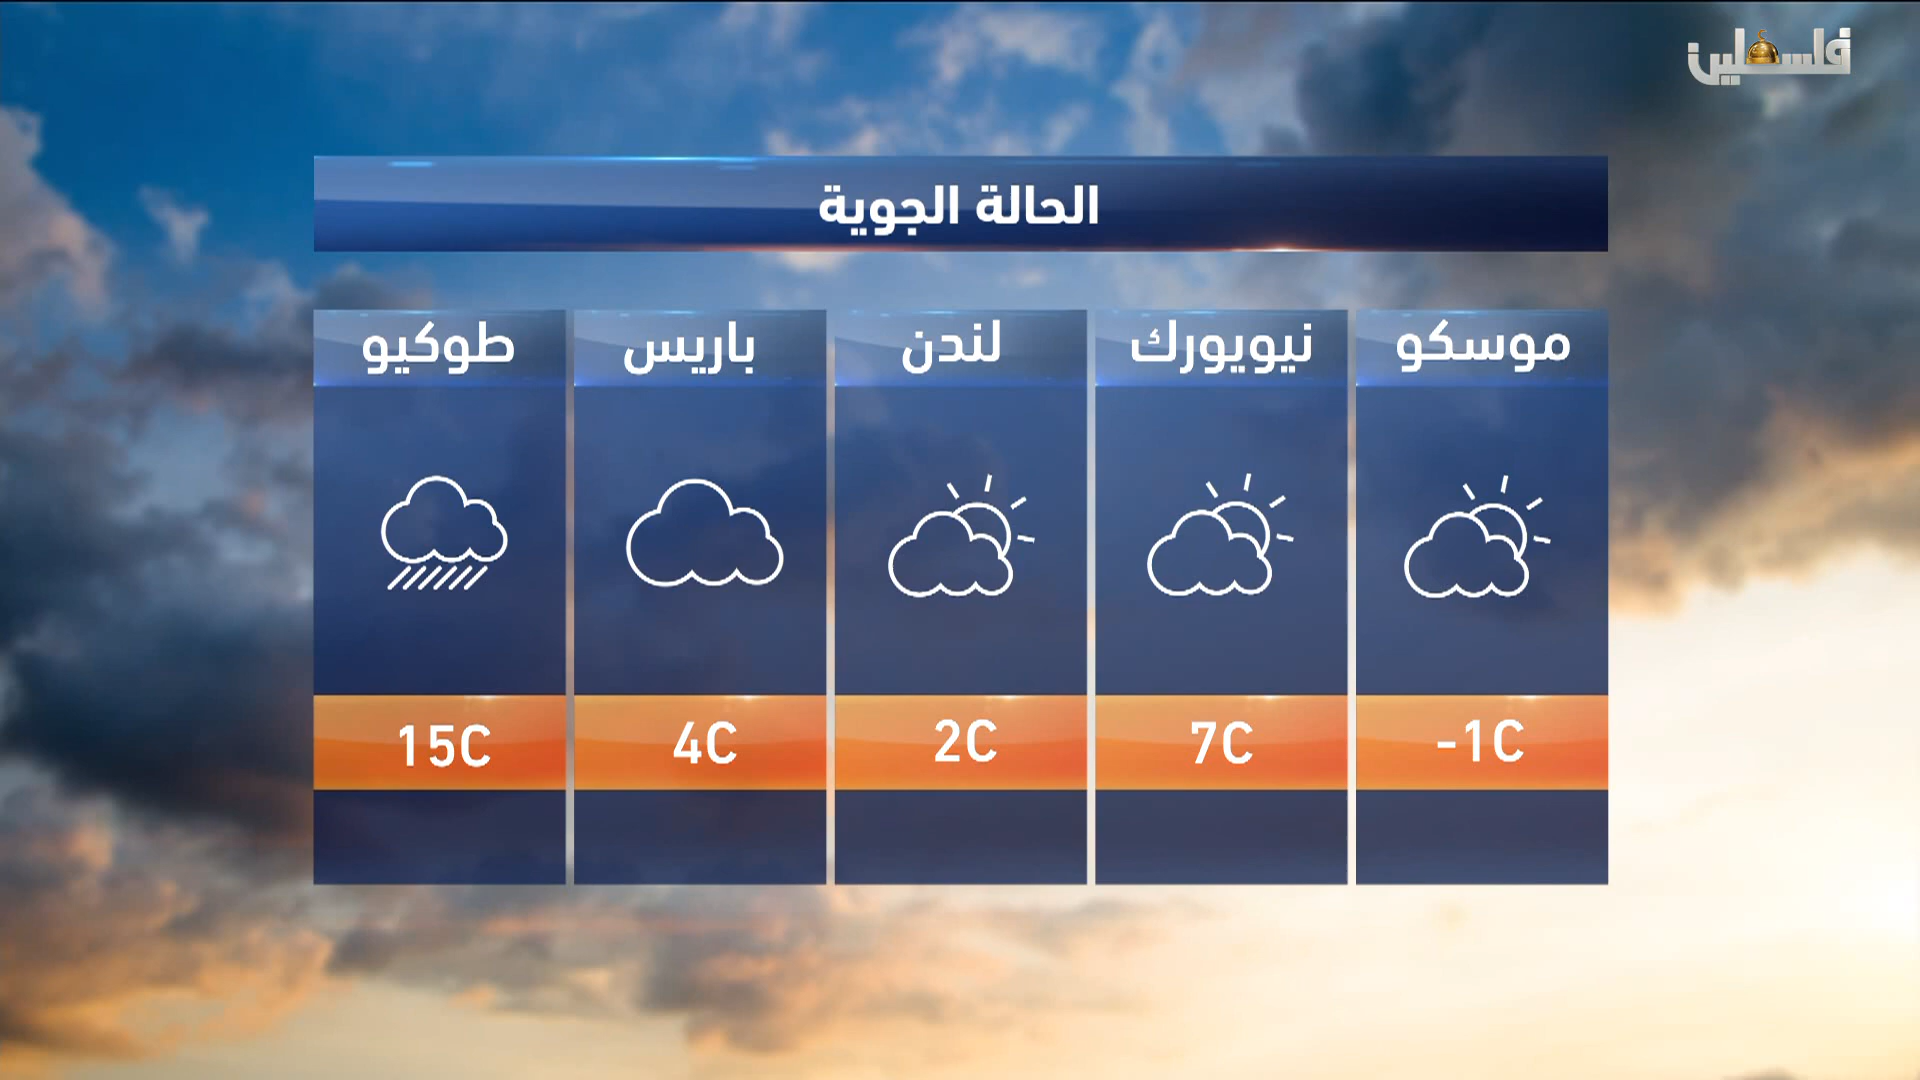 فلسطين
الحالة الجوية
موسكو
نيويورك
لندن
باريس
طوكيو
-1C
7C
2C
4C
15C